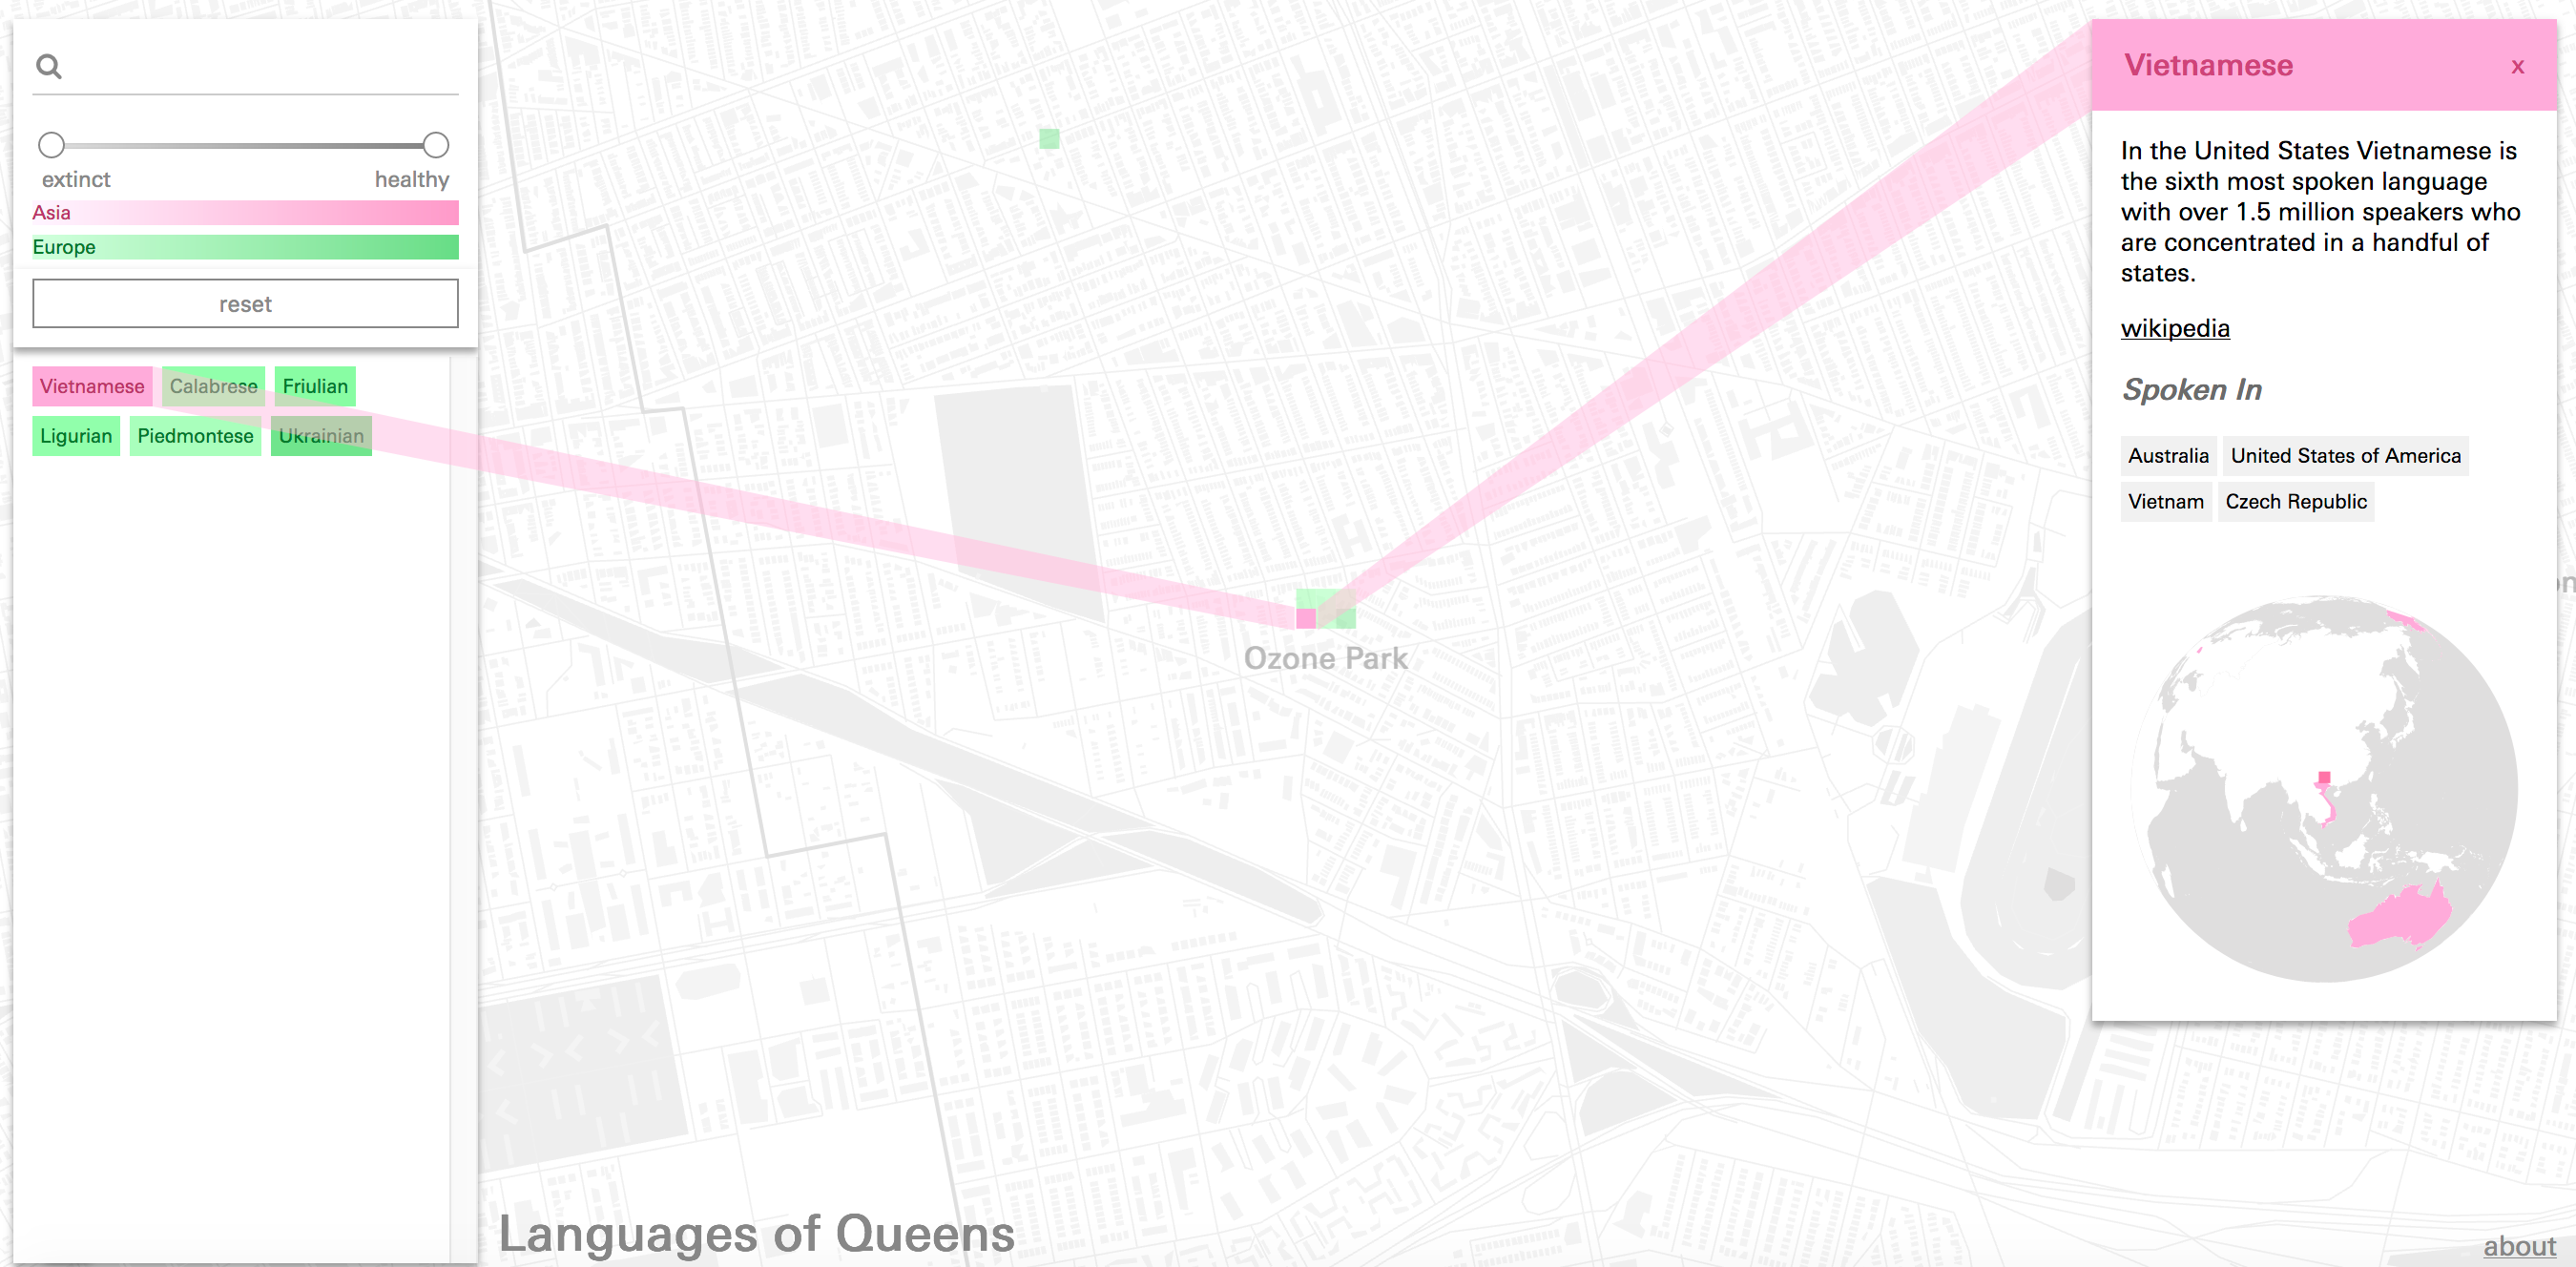 extinct healthy
Asia
Europe
reset
Vietnamese Calabrese Friulian
Ligurian Piedmontese Ukrainian
Ozone Park
Languages of Queens
Vietnamese x
In the United States Vietnamese is
the sixth most spoken language
with over 1.5 million speakers who
are concentrated in a handful of
states.
wikipedia
Spoken In
Australia United States of America
Vietnam Czech Republic
about